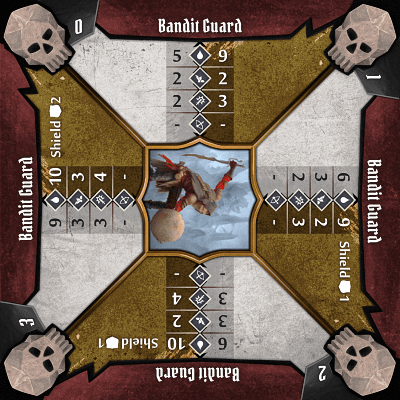 0
Bandit Guard
5 9
2 2
2 3
- -
1
Bandit Guard
6 9 Shield 1
3 2
2 3
- -
2
Bandit Guard
6 10 Shield 1
3 2
3 4
- -
3
Bandit Guard
9 10 Shield 2
3 3
3 4
- -